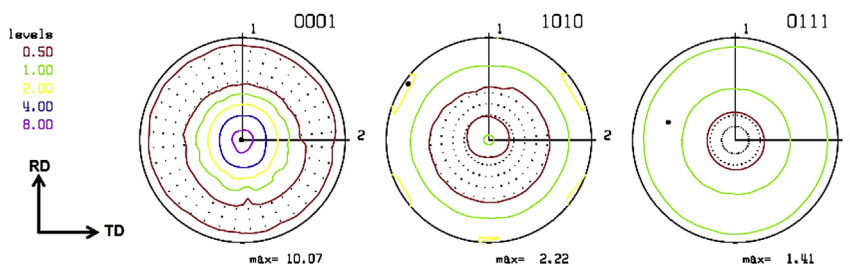 levels
0.50
1.00
2.00
4.00
8.00
RD
TD
1
0001
2
max= 10.07
1
1010
2
max= 2.22
1
0111
max= 1.41